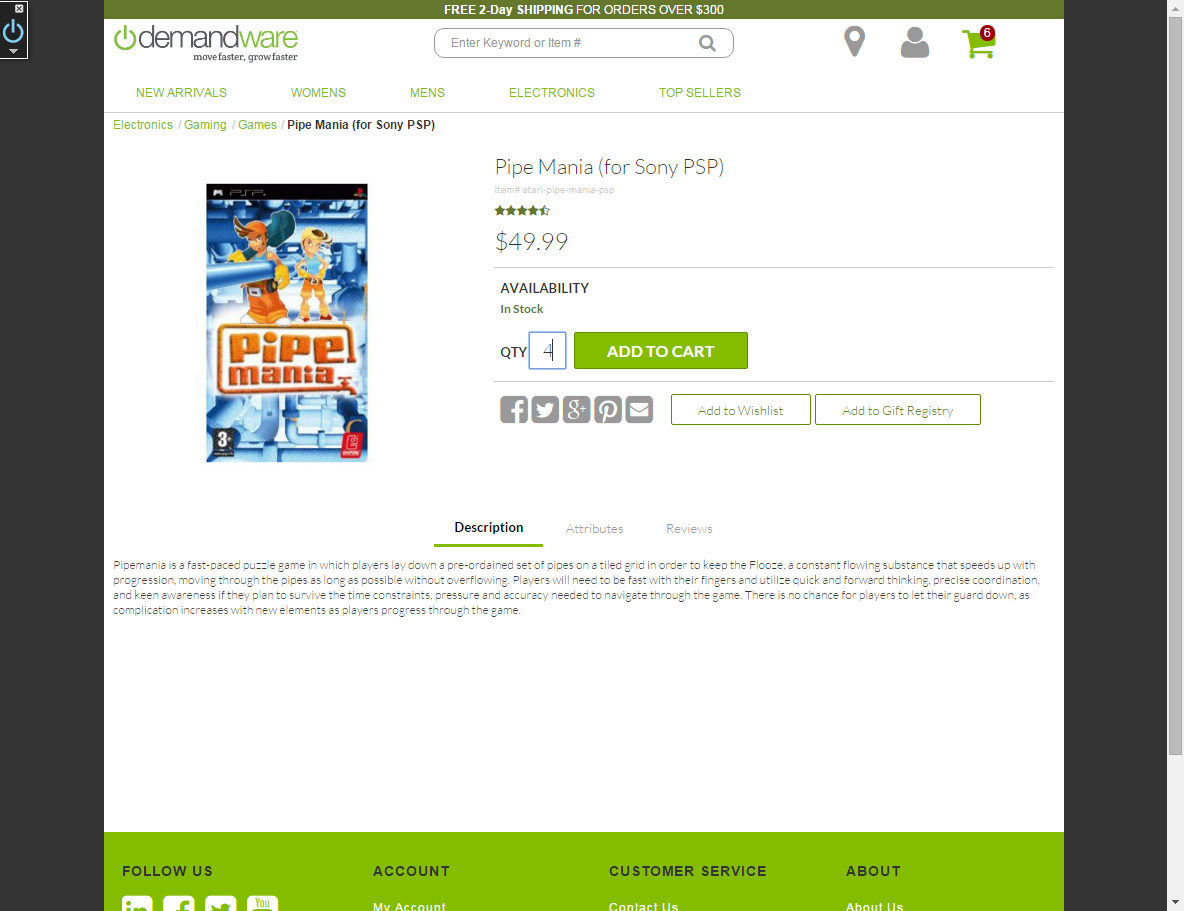 FREE 2-Day SHIPPING FOR ORDERS OVER $300
demandware
move faster, grow faster
Enter Keyword or Item #
6
NEW ARRIVALS WOMENS MENS ELECTRONICS TOP SELLERS
Electronics / Gaming / Games / Pipe Mania (for Sony PSP)
Pipe Mania (for Sony PSP)
Item# atari-pipe-mania-psp
$49.99
AVAILABILITY
In Stock
QTY 4 ADD TO CART
Add to Wishlist Add to Gift Registry
PSP
PiPe
mania
3+
Description Attributes Reviews
Pipemania is a fast-paced puzzle game in which players lay down a pre-ordained set of pipes on a tiled grid in order to keep the Flooze, a constant flowing substance that speeds up with
progression, moving through the pipes as long as possible without overflowing. Players will need to be fast with their fingers and utilize quick and forward thinking, precise coordination,
and keen awareness if they plan to survive the time constraints, pressure and accuracy needed to navigate through the game. There is no chance for players to let their guard down, as
complication increases with new elements as players progress through the game.
FOLLOW US ACCOUNT CUSTOMER SERVICE ABOUT
You
My Account Contact Us About Us